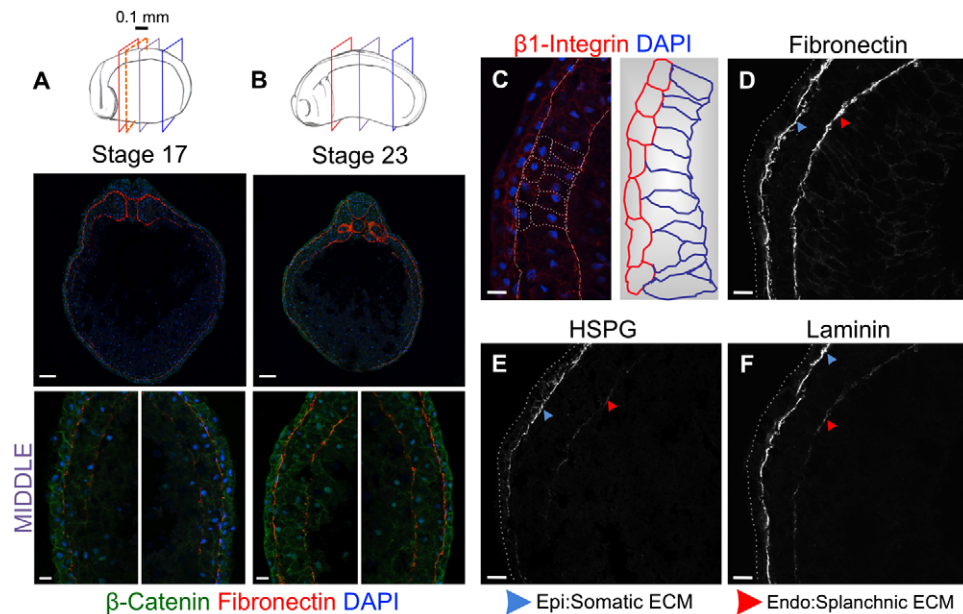 0.1 mm
A
B
Stage 17
Stage 23
MIDDLE
β-Catenin Fibronectin DAPI
β1-Integrin DAPI
C
Fibronectin
D
HSPG
E
Laminin
F
Epi:Somatic ECM
Endo:Splanchnic ECM